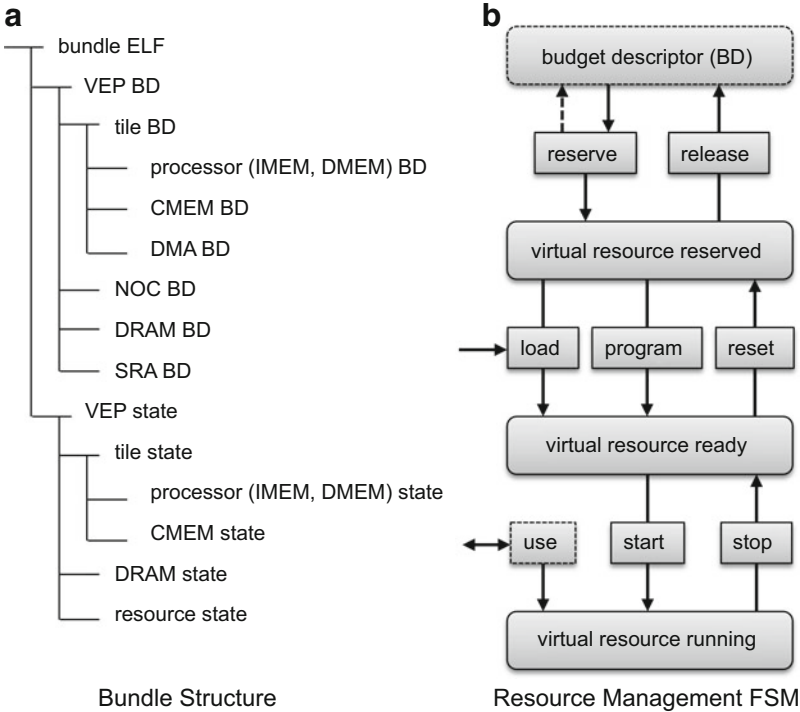 a
bundle ELF
VEP BD
tile BD
processor (IMEM, DMEM) BD
CMEM BD
DMA BD
NOC BD
DRAM BD
SRA BD
VEP state
tile state
processor (IMEM, DMEM) state
CMEM state
DRAM state
resource state
Bundle Structure
b
budget descriptor (BD)
reserve
release
virtual resource reserved
load
program
reset
virtual resource ready
use
start
stop
virtual resource running
Resource Management FSM